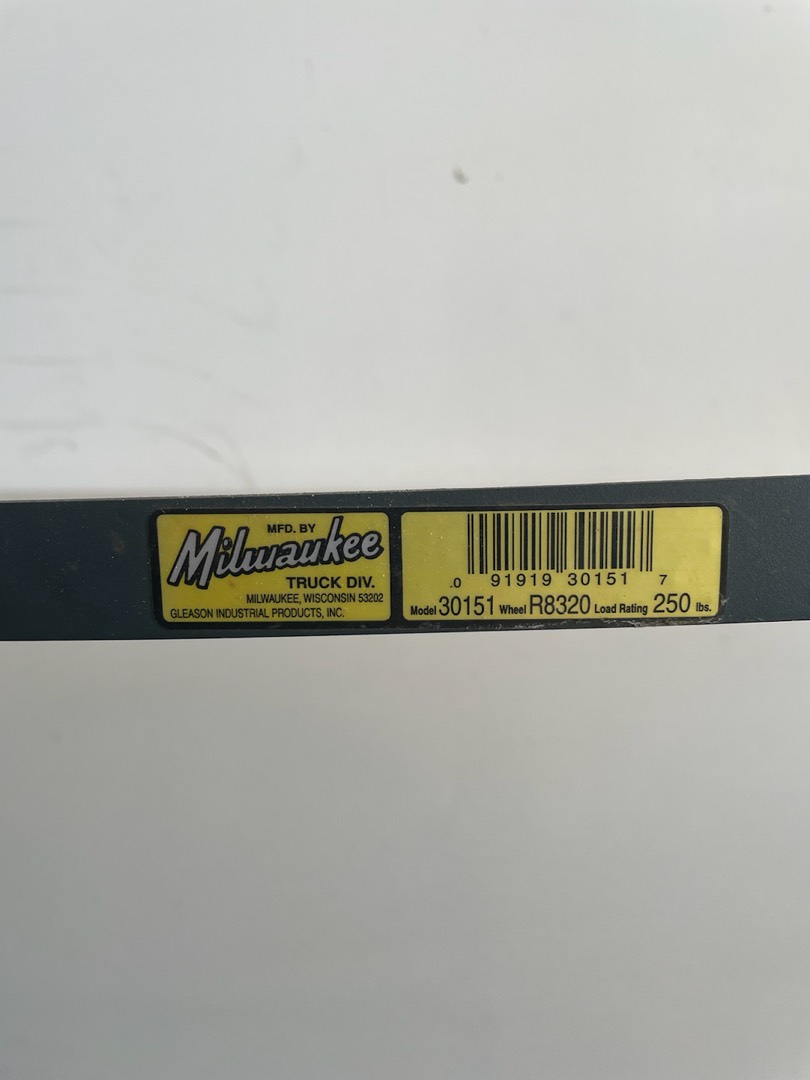 MFD. BY
Milwaukee
TRUCK DIV.
MILWAUKEE, WISCONSIN 53202
GLEASON INDUSTRIAL PRODUCTS, INC.
0 91919 30151 7
Model 30151 Wheel R8320 Load Rating 250 lbs.